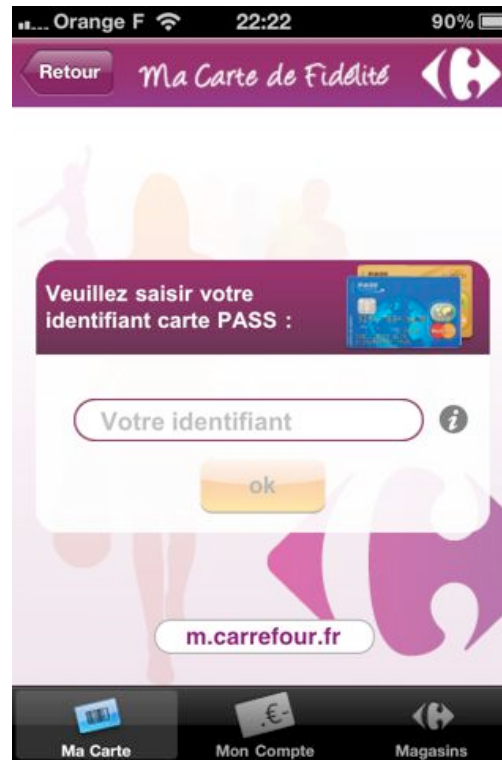 Orange F 22:22 90%
Retour Ma Carte de Fidélité
Veuillez saisir votre
identifiant carte PASS :
PASS
Votre identifiant
ok
m.carrefour.fr
Ma Carte Mon Compte Magasins